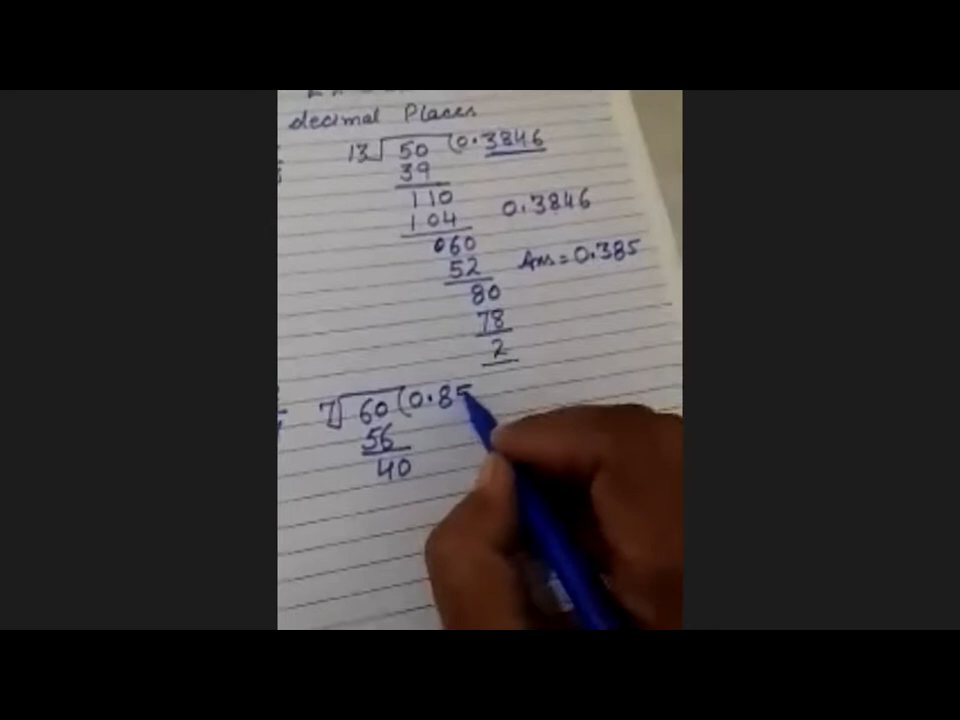 decimal Places
13 50 (0.3846
39
110
104 0.3846
060
52 Ans = 0.385
80
78
2
7 60 (0.85
56
40